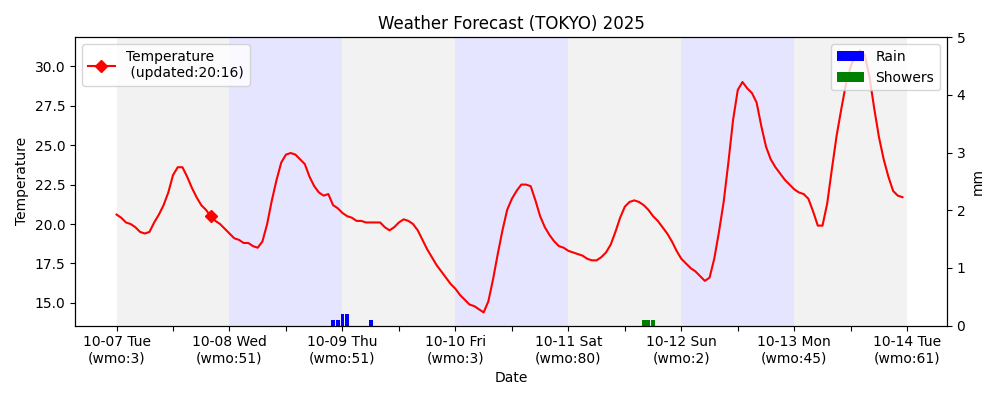 Weather Forecast (TOKYO) 2025
Temperature
(updated:20:16)
Rain
Showers
30.0
27.5
25.0
22.5
20.0
17.5
15.0
Temperature
5
4
3
2
1
0
mm
10-07 Tue
(wmo:3)
10-08 Wed
(wmo:51)
10-09 Thu
(wmo:51)
10-10 Fri
(wmo:3)
10-11 Sat
(wmo:80)
10-12 Sun
(wmo:2)
10-13 Mon
(wmo:45)
10-14 Tue
(wmo:61)
Date